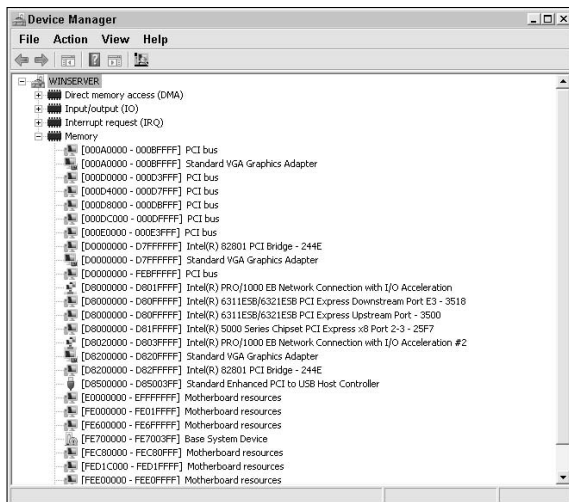 Device Manager
File Action View Help
WINSERVER
Direct memory access (DMA)
Input/output (IO)
Interrupt request (IRQ)
Memory
[000A0000 - 000BFFFF] PCI bus
[000A0000 - 000BFFFF] Standard VGA Graphics Adapter
[000D0000 - 000D3FFF] PCI bus
[000D4000 - 000D7FFF] PCI bus
[000D8000 - 000DBFFF] PCI bus
[000DC000 - 000DFFFF] PCI bus
[000E0000 - 000E3FFF] PCI bus
[D0000000 - D7FFFFFF] Intel(R) 82801 PCI Bridge - 244E
[D0000000 - D7FFFFFF] Standard VGA Graphics Adapter
[D0000000 - FEBFFFFF] PCI bus
[D8000000 - D801FFFF] Intel(R) PRO/1000 EB Network Connection with I/O Acceleration
[D8000000 - D80FFFFF] Intel(R) 6311ESB/6321ESB PCI Express Downstream Port E3 - 3518
[D8000000 - D80FFFFF] Intel(R) 6311ESB/6321ESB PCI Express Upstream Port - 3500
[D8000000 - D81FFFFF] Intel(R) 5000 Series Chipset PCI Express x8 Port 2-3 - 25F7
[D8020000 - D803FFFF] Intel(R) PRO/1000 EB Network Connection with I/O Acceleration #2
[D8200000 - D820FFFF] Standard VGA Graphics Adapter
[D8200000 - D82FFFFF] Intel(R) 82801 PCI Bridge - 244E
[D8500000 - D85003FF] Standard Enhanced PCI to USB Host Controller
[E0000000 - EFFFFFFF] Motherboard resources
[FE000000 - FE01FFFF] Motherboard resources
[FE600000 - FE6FFFFF] Motherboard resources
[FE700000 - FE7003FF] Base System Device
[FEC80000 - FEC80FFF] Motherboard resources
[FED1C000 - FED1FFFF] Motherboard resources
[FEE00000 - FEE0FFFF] Motherboard resources